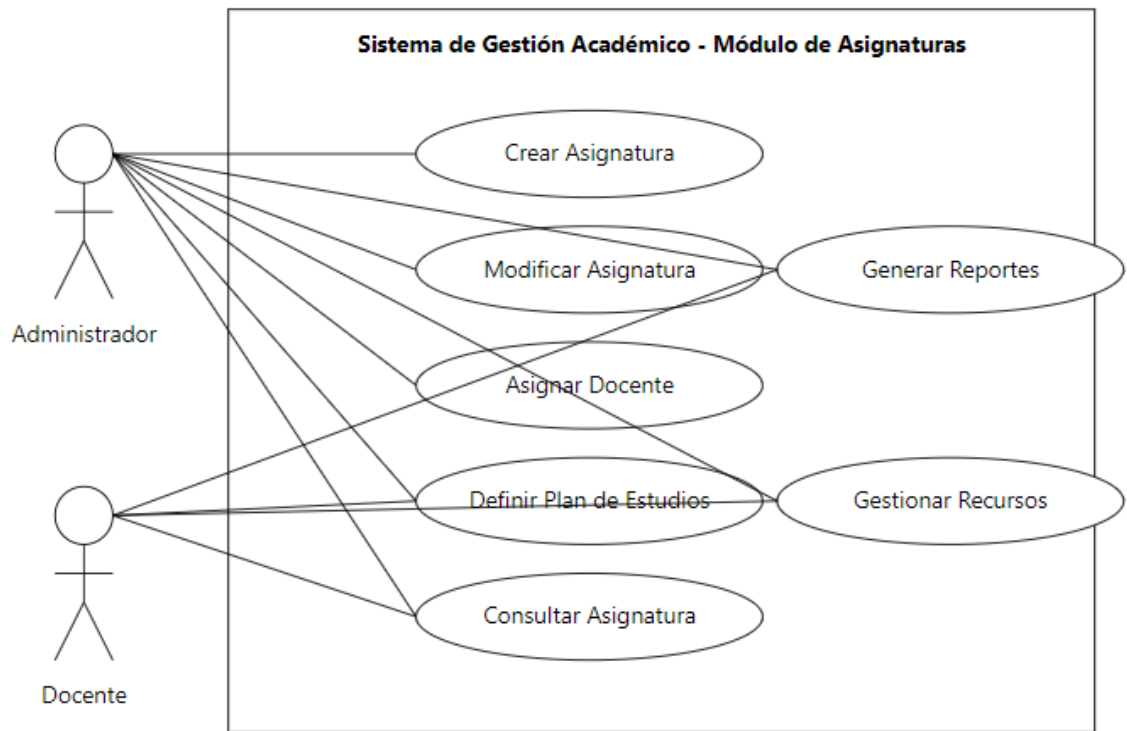 Sistema de Gestión Académico - Módulo de Asignaturas
Crear Asignatura
Modificar Asignatura
Generar Reportes
Administrador
Asignar Docente
Definir Plan de Estudios
Gestionar Recursos
Consultar Asignatura
Docente